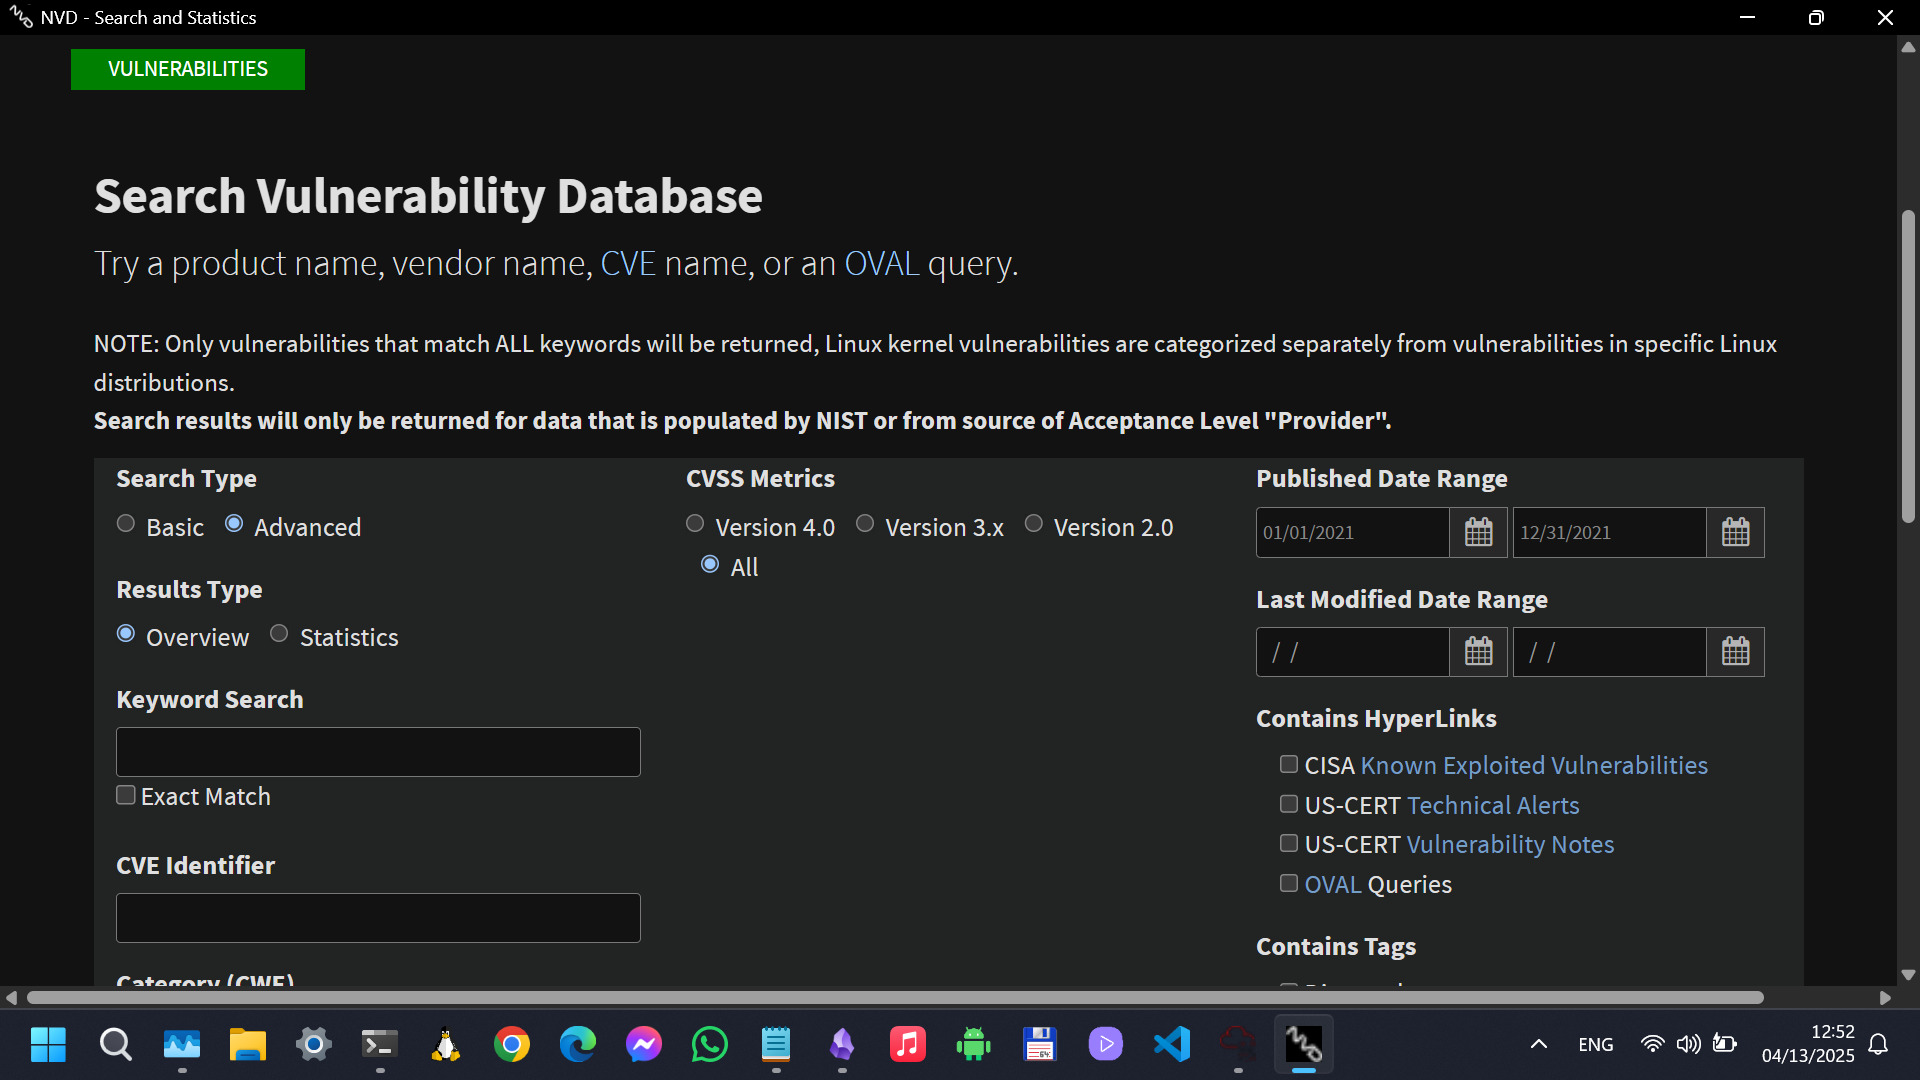 NVD - Search and Statistics
VULNERABILITIES
Search Vulnerability Database
Try a product name, vendor name, CVE name, or an OVAL query.
NOTE: Only vulnerabilities that match ALL keywords will be returned, Linux kernel vulnerabilities are categorized separately from vulnerabilities in specific Linux
distributions.
Search results will only be returned for data that is populated by NIST or from source of Acceptance Level "Provider".
Search Type
Basic Advanced
Results Type
Overview Statistics
Keyword Search
Exact Match
CVE Identifier
Category (CWE)
CVSS Metrics
Version 4.0 Version 3.x Version 2.0
All
Published Date Range
01/01/2021 12/31/2021
Last Modified Date Range
/ / / /
Contains HyperLinks
CISA Known Exploited Vulnerabilities
US-CERT Technical Alerts
US-CERT Vulnerability Notes
OVAL Queries
Contains Tags
ENG
12:52
04/13/2025